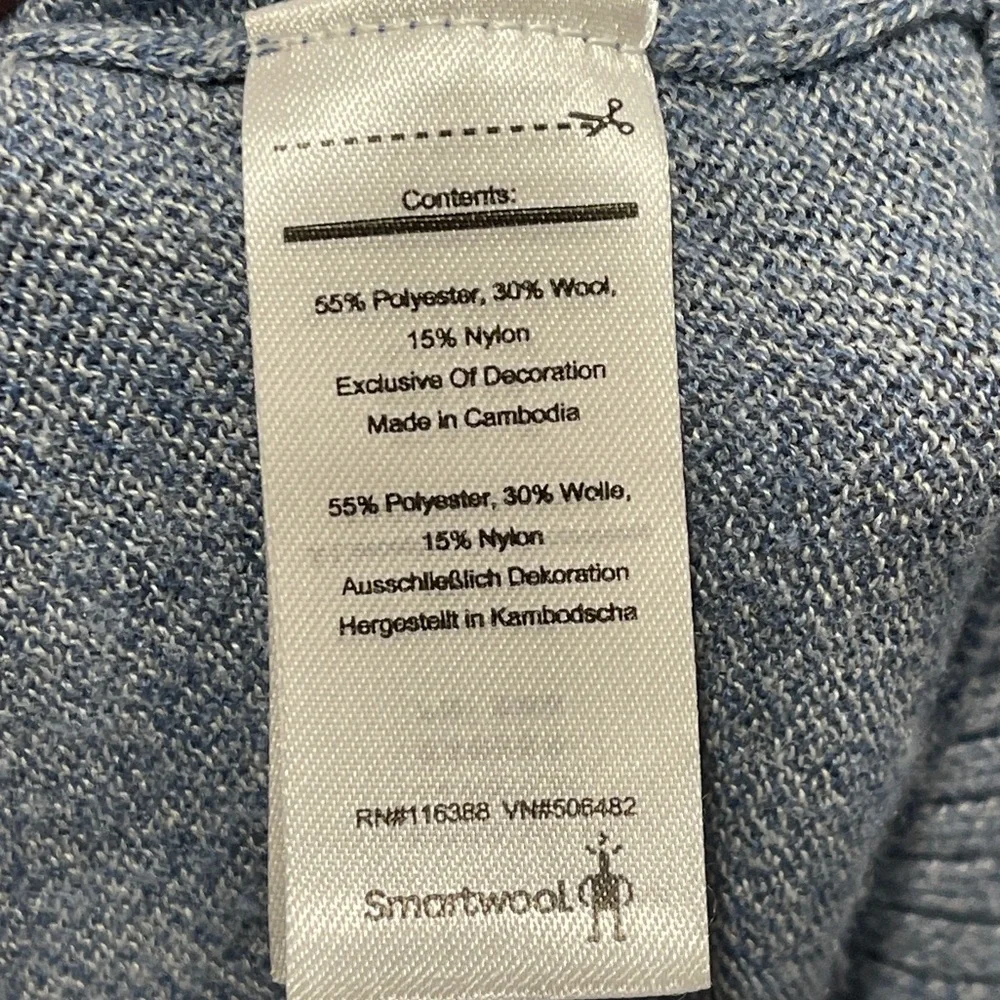 Contents:
55% Polyester, 30% Wool,
15% Nylon
Exclusive Of Decoration
Made in Cambodia
55% Polyester, 30% Wolle,
15% Nylon
Ausschließlich Dekoration
Hergestellt in Kambodscha
RN#116388 VN#506482
Smartwool